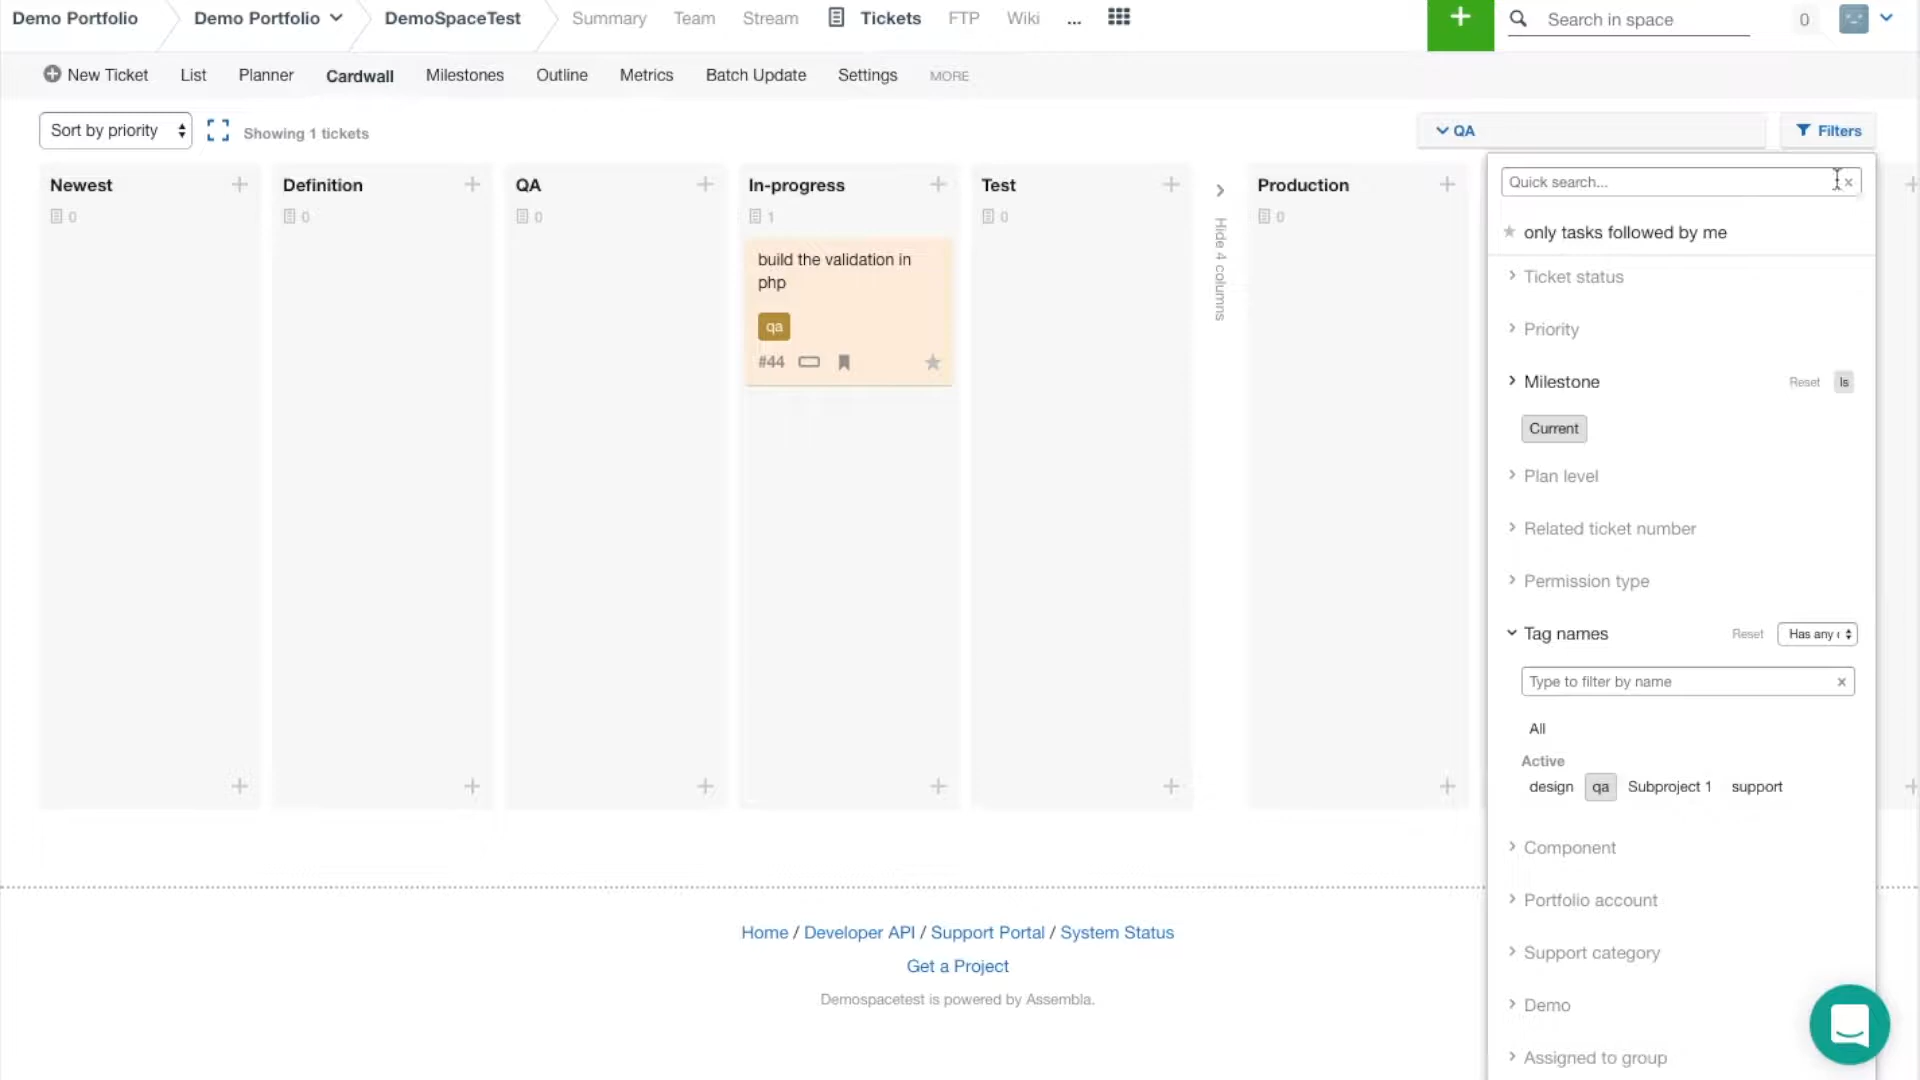 Demo Portfolio Demo Portfolio DemoSpaceTest Summary Team Stream Tickets FTP Wiki ... + Search in space 0
New Ticket List Planner Cardwall Milestones Outline Metrics Batch Update Settings MORE
Sort by priority Showing 1 tickets QA Filters
Newest
0
Definition
0
QA
0
In-progress
1
build the validation in
php
qa
#44
Test
0
Hide 4 columns
Production
0
Quick search... x
only tasks followed by me
Ticket status
Priority
Milestone Reset Is
Current
Plan level
Related ticket number
Permission type
Tag names Reset Has any
Type to filter by name x
All
Active
design qa Subproject 1 support
Component
Portfolio account
Support category
Demo
Assigned to group
Home / Developer API / Support Portal / System Status
Get a Project
Demospacetest is powered by Assembla.